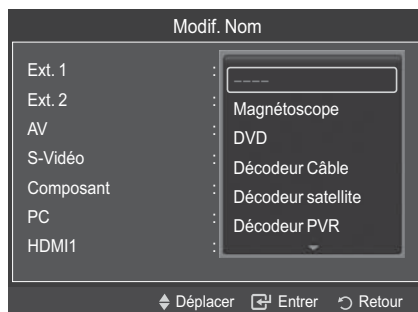 Modif. Nom
Ext. 1 :
----
Ext. 2 :
Magnétoscope
AV :
DVD
S-Vidéo :
Décodeur Câble
Composant :
Décodeur satellite
PC :
Décodeur PVR
HDMI1 :
Déplacer Entrer Retour